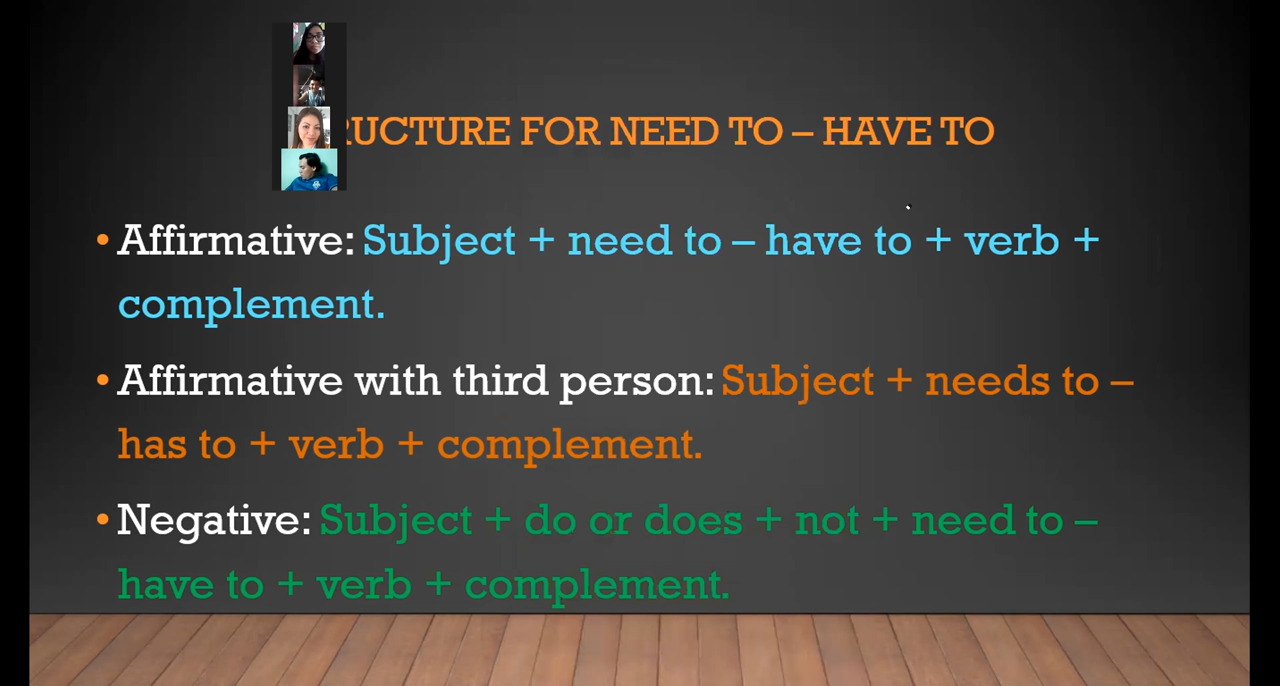 RUCTURE FOR NEED TO – HAVE TO
• Affirmative: Subject + need to – have to + verb +
complement.
• Affirmative with third person: Subject + needs to –
has to + verb + complement.
• Negative: Subject + do or does + not + need to –
have to + verb + complement.